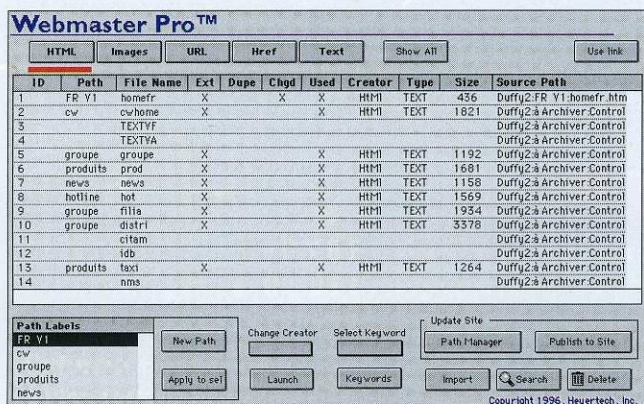 Webmaster Pro™
HTML Images URL Href Text Show All Use link
ID Path File Name Ext Dupe Chgd Used Creator Type Size Source Path
1 FR V1 homefr X X X HtMl TEXT 436 Duffy2:FR V1:homefr.htm
2 cw cwhome X X HtMl TEXT 1821 Duffy2:à Archiver:Control
3 TEXTYF Duffy2:à Archiver:Control
4 TEXTYA Duffy2:à Archiver:Control
5 groupe groupe X X HtMl TEXT 1192 Duffy2:à Archiver:Control
6 produits prod X X HtMl TEXT 1681 Duffy2:à Archiver:Control
7 news news X X HtMl TEXT 1158 Duffy2:à Archiver:Control
8 hotline hot X X HtMl TEXT 1569 Duffy2:à Archiver:Control
9 groupe filia X X HtMl TEXT 1934 Duffy2:à Archiver:Control
10 groupe distri X X HtMl TEXT 3378 Duffy2:à Archiver:Control
11 citam Duffy2:à Archiver:Control
12 idb Duffy2:à Archiver:Control
13 produits taxi X X HtMl TEXT 1264 Duffy2:à Archiver:Control
14 nms Duffy2:à Archiver:Control
Path Labels
FR V1
cw
groupe
produits
news
New Path
Apply to sel
Change Creator Select Keyword
Launch Keywords
Update Site
Path Manager Publish to Site
Import Search Delete
Copyright 1996, Heuertech, Inc.